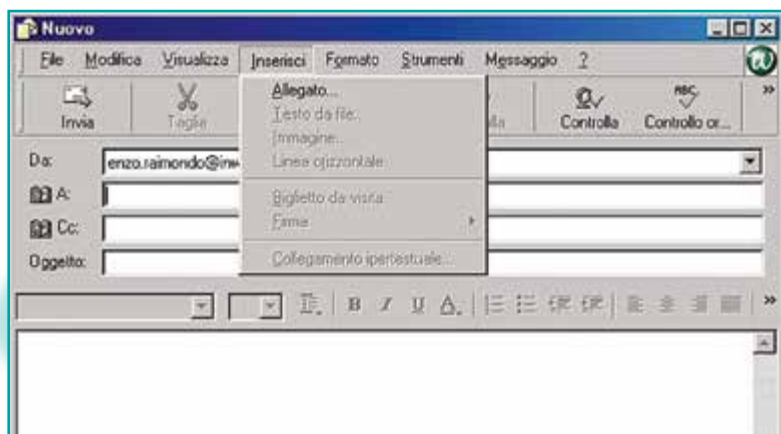 Nuovo
File Modifica Visualizza Inserisci Formato Strumenti Messaggio ?
Invia Taglia Controlla Controllo or...
Allegato...
Testo da file...
Immagine...
Linea orizzontale
Biglietto da visita
Firma
Collegamento ipertestuale...
Da: enzo.raimondo@inw
A:
Cc:
Oggetto:
B I U A